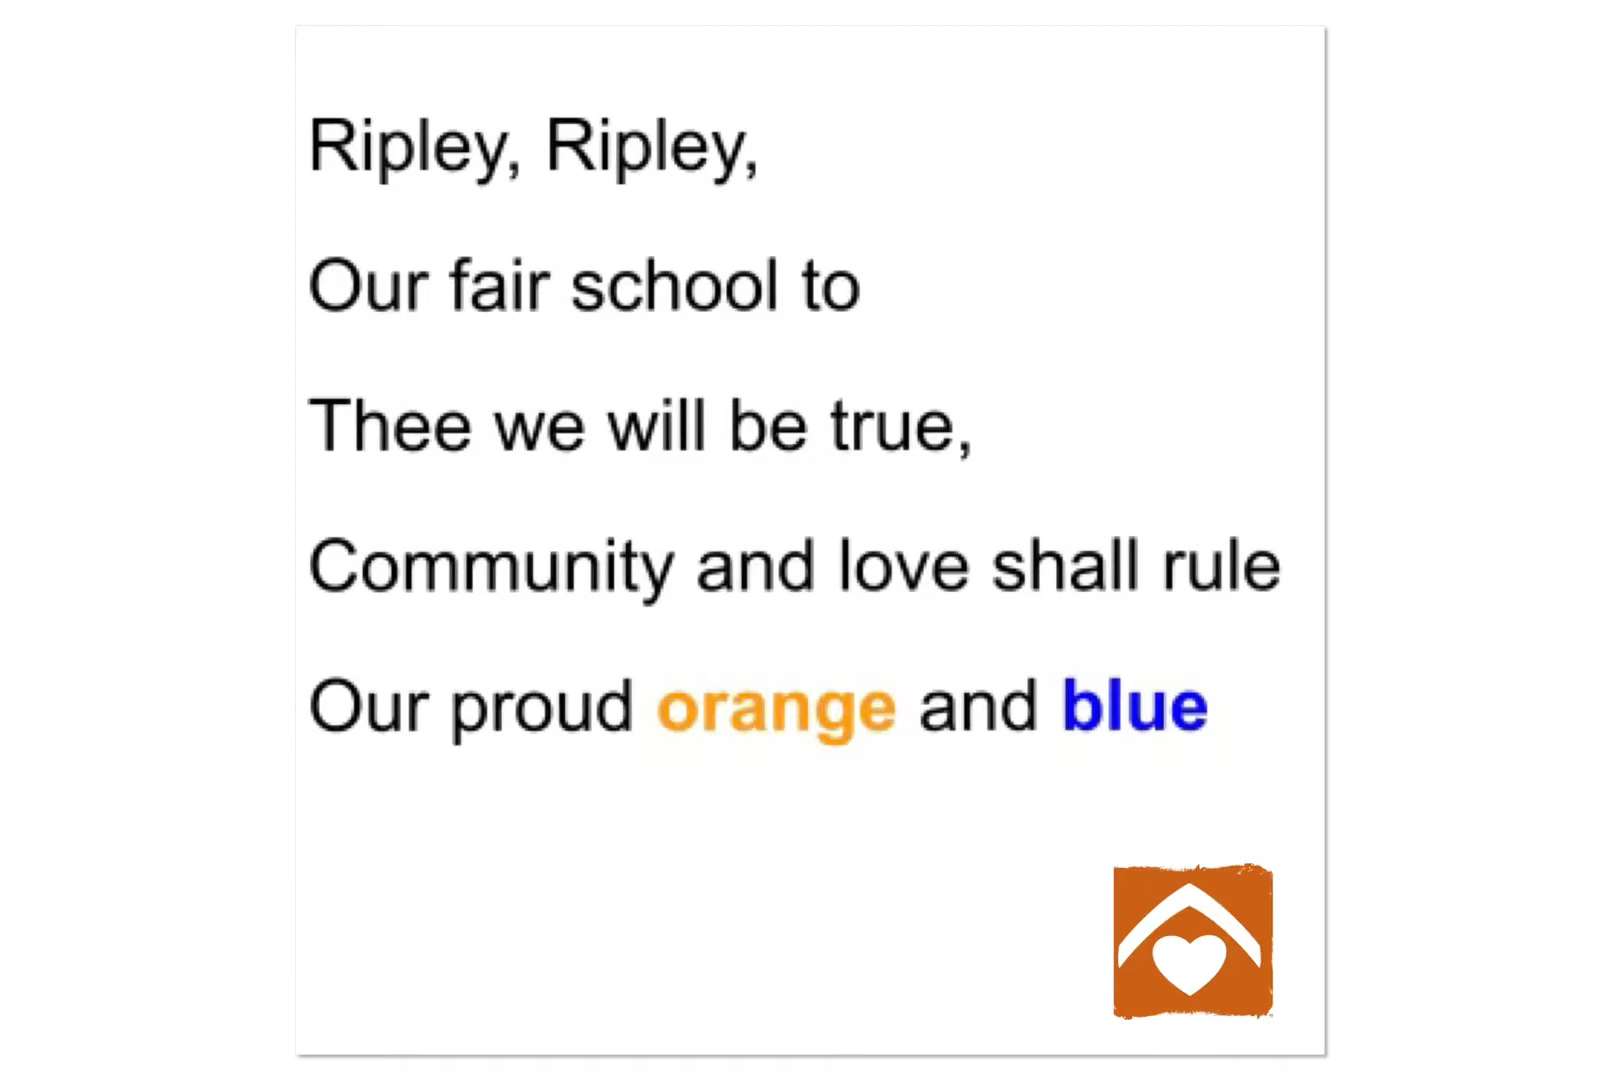 Ripley, Ripley,
Our fair school to
Thee we will be true,
Community and love shall rule
Our proud orange and blue